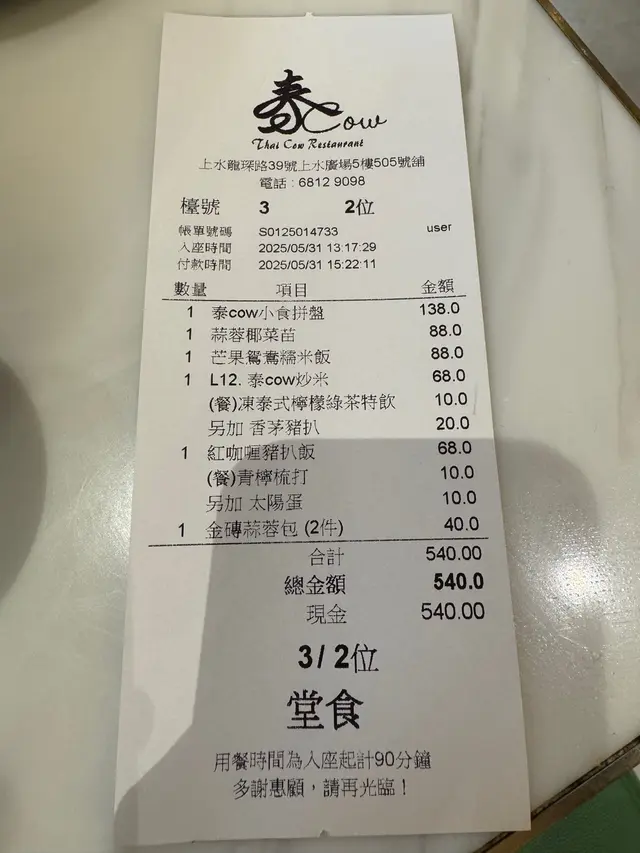 泰Cow
Thai Cow Restaurant
上水龍琛路39號上水廣場5樓505號舖
電話 : 6812 9098
檯號 3 2位
帳單號碼 S0125014733 user
入座時間 2025/05/31 13:17:29
付款時間 2025/05/31 15:22:11
數量 項目 金額
1 泰cow小食拼盤 138.0
1 蒜蓉椰菜苗 88.0
1 芒果鴛鴦糯米飯 88.0
1 L12. 泰cow炒米 68.0
(餐)凍泰式檸檬綠茶特飲 10.0
另加 香茅豬扒 20.0
1 紅咖喱豬扒飯 68.0
(餐)青檸梳打 10.0
另加 太陽蛋 10.0
1 金磚蒜蓉包 (2件) 40.0
合計 540.00
總金額 540.0
現金 540.00
3 / 2位
堂食
用餐時間為入座起計90分鐘
多謝惠顧，請再光臨！